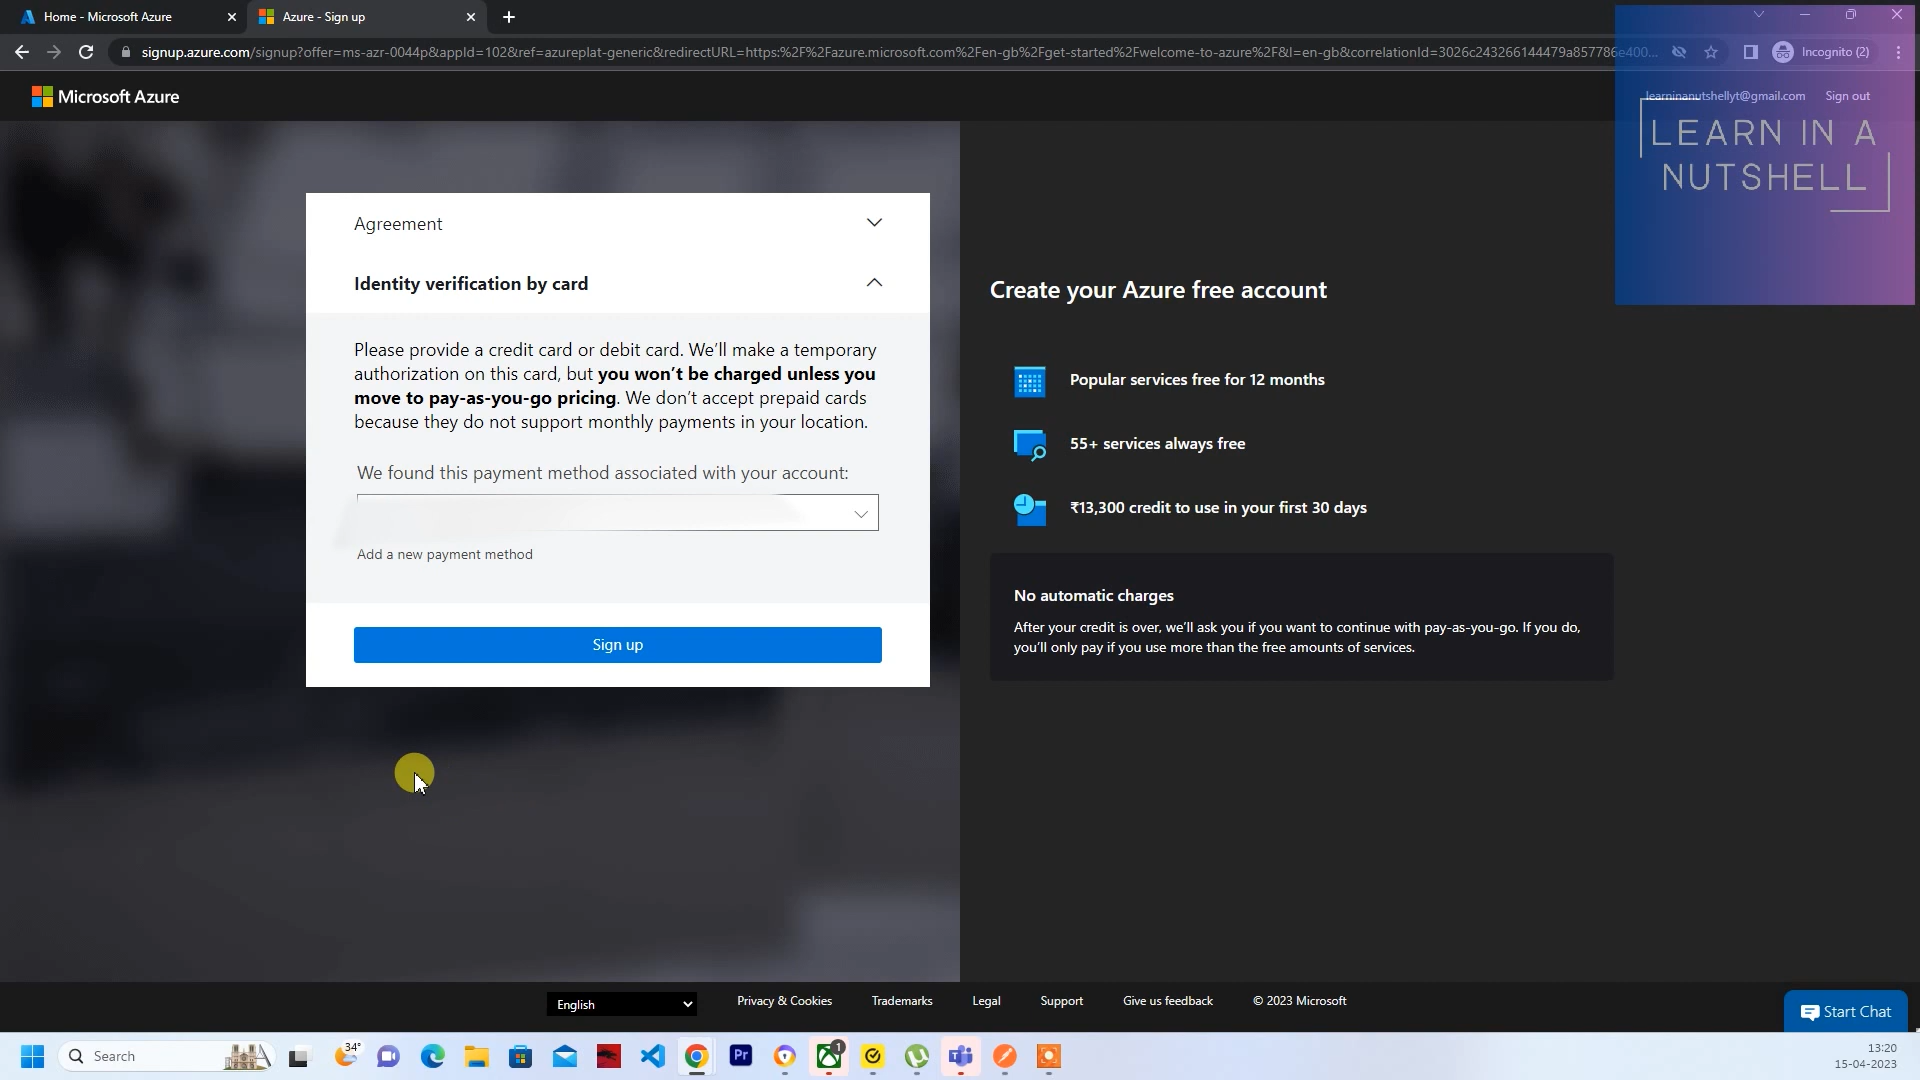 Home - Microsoft Azure
Azure - Sign up
signup.azure.com/signup?offer=ms-azr-0044p&appId=102&ref=azureplat-generic&redirectURL=https:%2F%2Fazure.microsoft.com%2Fen-gb%2Fget-started%2Fwelcome-to-azure%2F&l=en-gb&correlationId=3026c243266144479a857786e400...
Incognito (2)
Microsoft Azure
learninanutshellyt@gmail.com Sign out
LEARN IN A
NUTSHELL
Agreement
Identity verification by card
Please provide a credit card or debit card. We'll make a temporary
authorization on this card, but you won't be charged unless you
move to pay-as-you-go pricing. We don't accept prepaid cards
because they do not support monthly payments in your location.
We found this payment method associated with your account:
Add a new payment method
Sign up
Create your Azure free account
Popular services free for 12 months
55+ services always free
₹13,300 credit to use in your first 30 days
No automatic charges
After your credit is over, we'll ask you if you want to continue with pay-as-you-go. If you do,
you'll only pay if you use more than the free amounts of services.
English
Privacy & Cookies
Trademarks
Legal
Support
Give us feedback
© 2023 Microsoft
Start Chat
Search
34°
Pr
1
13:20
15-04-2023